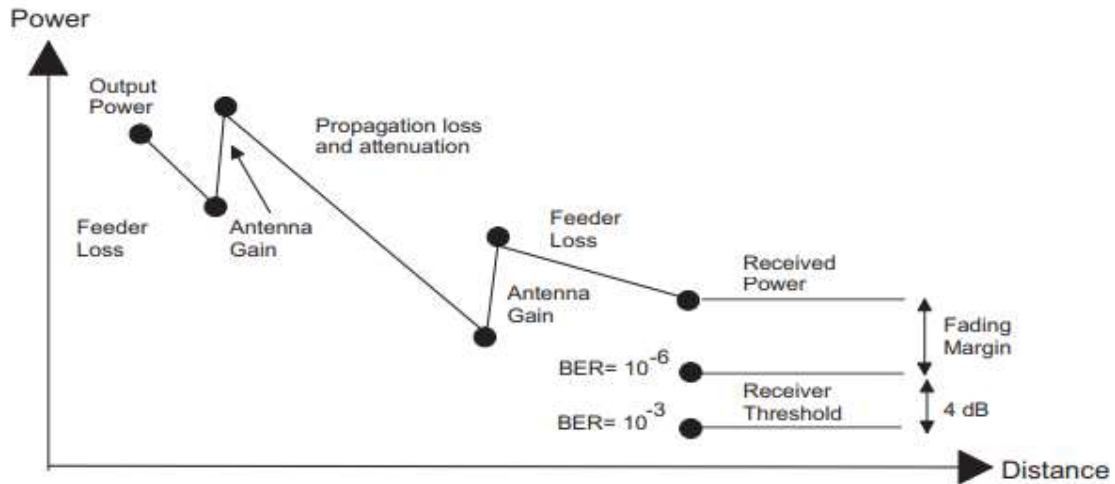 Power
Output
Power
Propagation loss
and attenuation
Feeder
Loss
Antenna
Gain
Feeder
Loss
Antenna
Gain
Received
Power
Fading
Margin
BER= 10⁻⁶
Receiver
Threshold
4 dB
BER= 10⁻³
Distance